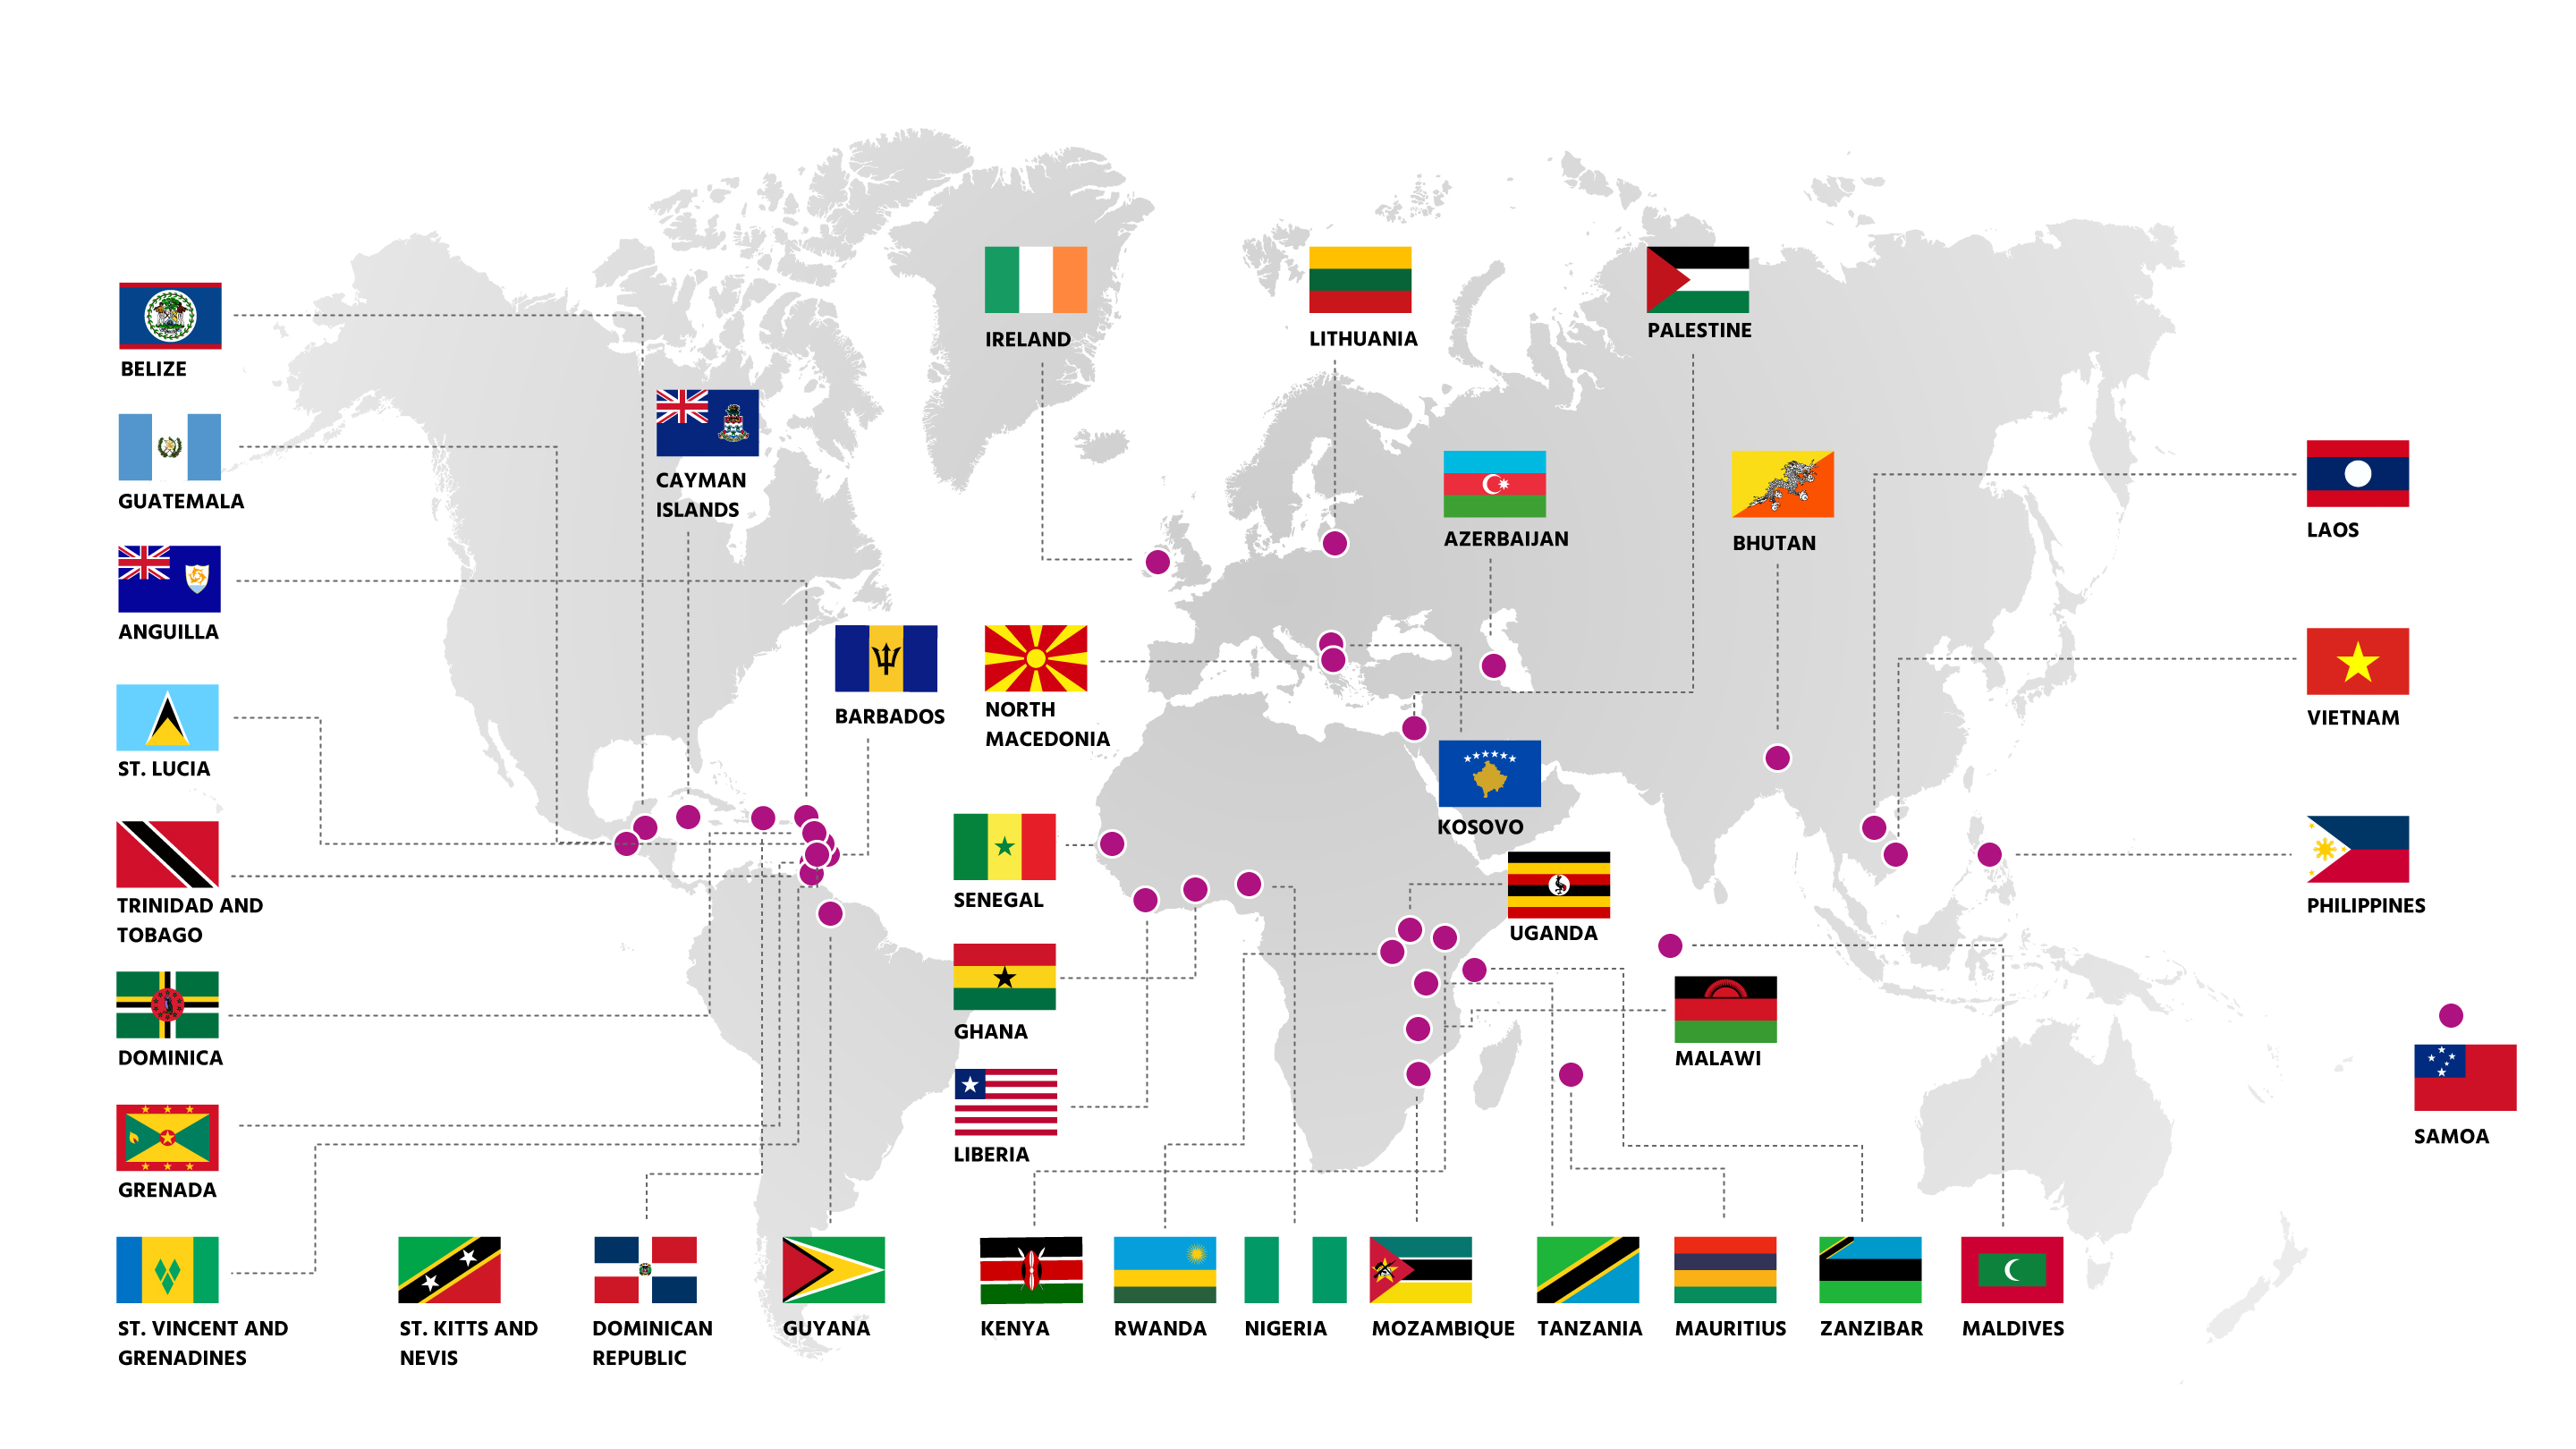 IRELAND
LITHUANIA
PALESTINE
BELIZE
CAYMAN
ISLANDS
GUATEMALA
AZERBAIJAN
BHUTAN
LAOS
ANGUILLA
BARBADOS
NORTH
MACEDONIA
VIETNAM
ST. LUCIA
KOSOVO
SENEGAL
TRINIDAD AND
TOBAGO
UGANDA
PHILIPPINES
GHANA
DOMINICA
MALAWI
LIBERIA
SAMOA
GRENADA
ST. VINCENT AND
GRENADINES
ST. KITTS AND
NEVIS
DOMINICAN
REPUBLIC
GUYANA
KENYA
RWANDA
NIGERIA
MOZAMBIQUE
TANZANIA
MAURITIUS
ZANZIBAR
MALDIVES